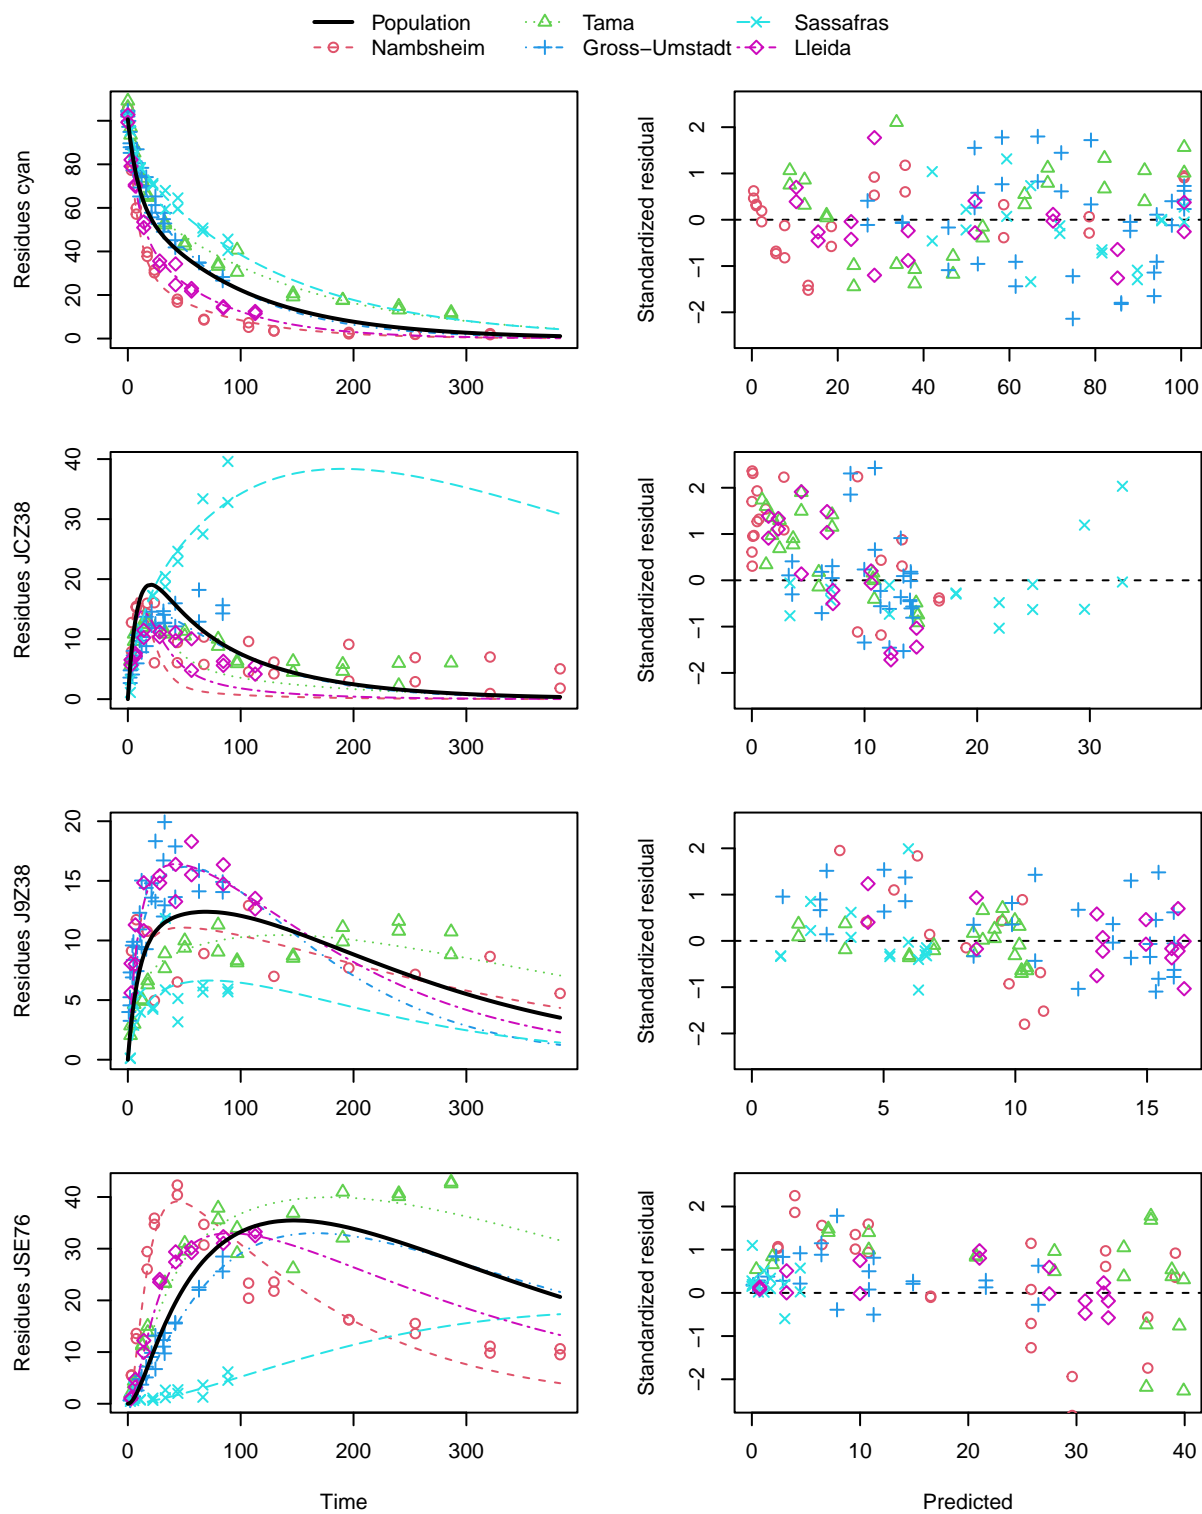 Population Tama Sassafras
Nambsheim Gross−Umstadt Lleida
Residues cyan
0 20 40 60 80
0 100 200 300
Standardized residual
−2 −1 0 1 2
0 20 40 60 80 100
Residues JCZ38
0 10 20 30 40
0 100 200 300
Standardized residual
−2 −1 0 1 2
0 10 20 30
Residues J9Z38
0 5 10 15 20
0 100 200 300
Standardized residual
−2 −1 0 1 2
0 5 10 15
Residues JSE76
0 10 20 30 40
0 100 200 300
Time
Standardized residual
−2 −1 0 1 2
0 10 20 30 40
Predicted